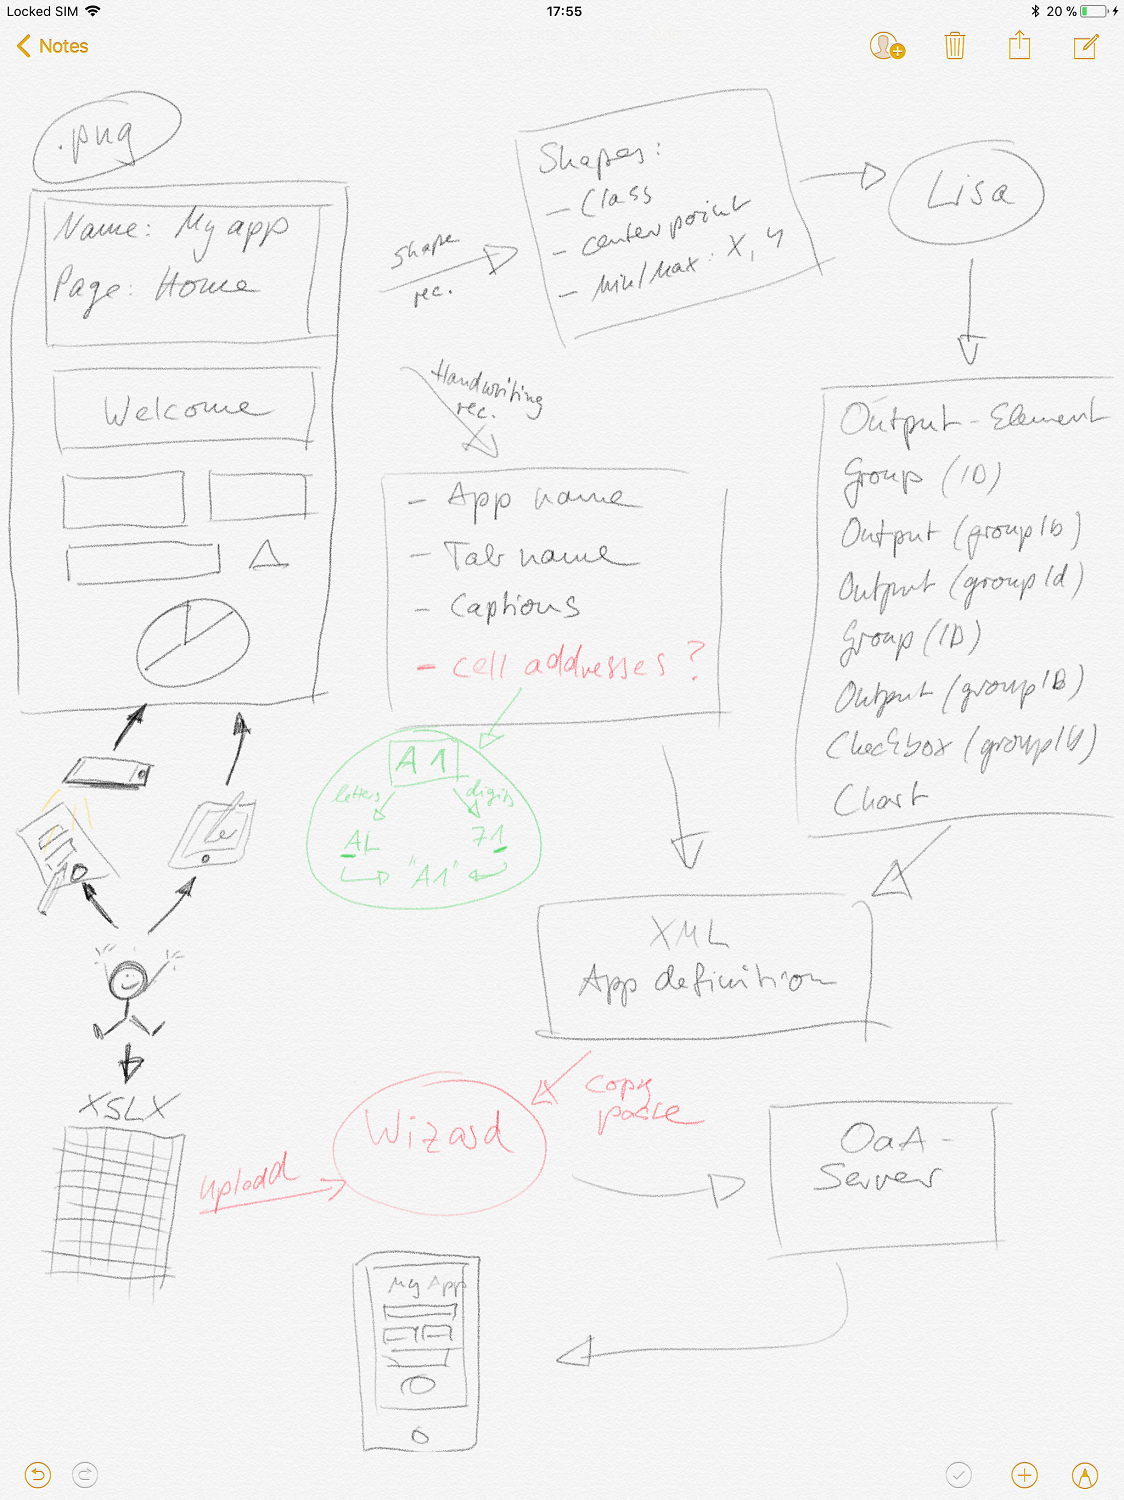 Locked SIM
17:55
20 %
Notes
.png
Name: My app
Page: Home
Welcome
shape
rec.
Shapes:
- Class
- center point
- Min/Max: X, Y
Lisa
Handwriting
rec.
- App name
- Tab name
- Captions
- cell addresses?
A1
letters
digits
AL
71
"A1"
Output-Element
Group (ID)
Output (groupId)
Output (groupId)
Group (ID)
Output (groupID)
Checkbox (groupId)
Chart
XML
App definition
copy
paste
XSLX
upload
Wizard
OaA-
Server
My App